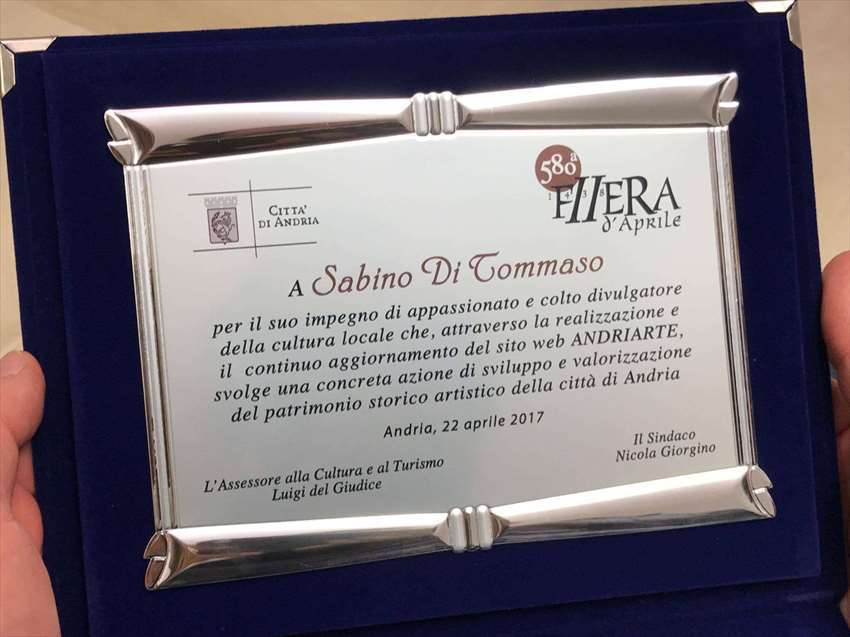 CITTA'
DI ANDRIA
580a
1438
FIIERA
d'Aprile
A Sabino Di Tommaso
per il suo impegno di appassionato e colto divulgatore
della cultura locale che, attraverso la realizzazione e
il continuo aggiornamento del sito web ANDRIARTE,
svolge una concreta azione di sviluppo e valorizzazione
del patrimonio storico artistico della città di Andria
Andria, 22 aprile 2017
Il Sindaco
Nicola Giorgino
L'Assessore alla Cultura e al Turismo
Luigi del Giudice